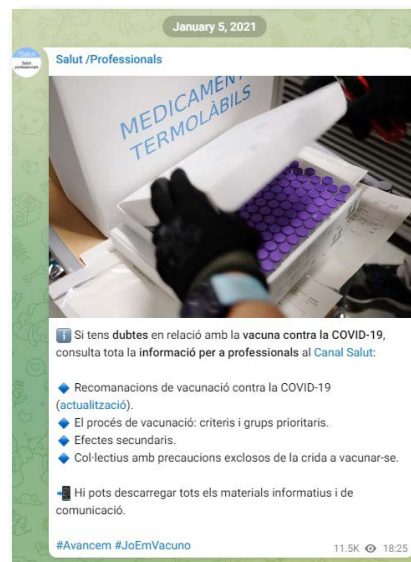 January 5, 2021
Salut /Professionals
MEDICAMENT
TERMOLÀBILS
Si tens dubtes en relació amb la vacuna contra la COVID-19,
consulta tota la informació per a professionals al Canal Salut:
Recomanacions de vacunació contra la COVID-19
(actualització).
El procés de vacunació: criteris i grups prioritaris.
Efectes secundaris.
Col·lectius amb precaucions exclosos de la crida a vacunar-se.
Hi pots descarregar tots els materials informatius i de
comunicació.
#Avancem #JoEmVacuno
11.5K 18:25